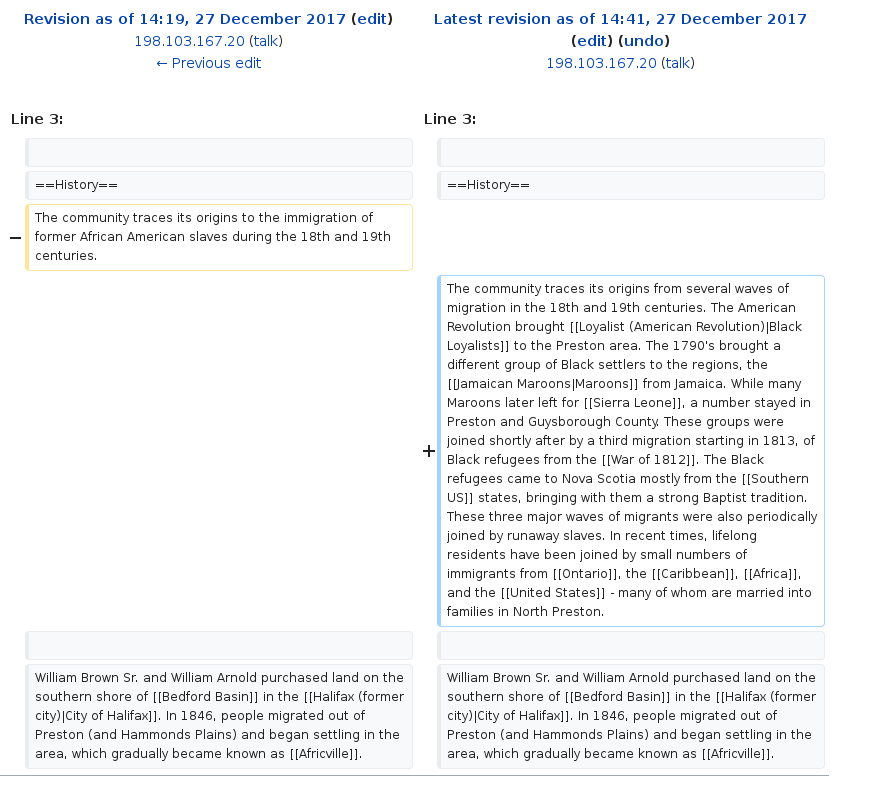 Revision as of 14:19, 27 December 2017 (edit)
198.103.167.20 (talk)
← Previous edit
Latest revision as of 14:41, 27 December 2017
(edit) (undo)
198.103.167.20 (talk)
Line 3:
Line 3:
==History==
==History==
−
The community traces its origins to the immigration of
former African American slaves during the 18th and 19th
centuries.
+
The community traces its origins from several waves of
migration in the 18th and 19th centuries. The American
Revolution brought [[Loyalist (American Revolution)|Black
Loyalists]] to the Preston area. The 1790's brought a
different group of Black settlers to the regions, the
[[Jamaican Maroons|Maroons]] from Jamaica. While many
Maroons later left for [[Sierra Leone]], a number stayed in
Preston and Guysborough County. These groups were
joined shortly after by a third migration starting in 1813, of
Black refugees from the [[War of 1812]]. The Black
refugees came to Nova Scotia mostly from the [[Southern
US]] states, bringing with them a strong Baptist tradition.
These three major waves of migrants were also periodically
joined by runaway slaves. In recent times, lifelong
residents have been joined by small numbers of
immigrants from [[Ontario]], the [[Caribbean]], [[Africa]],
and the [[United States]] - many of whom are married into
families in North Preston.
William Brown Sr. and William Arnold purchased land on the
southern shore of [[Bedford Basin]] in the [[Halifax (former
city)|City of Halifax]]. In 1846, people migrated out of
Preston (and Hammonds Plains) and began settling in the
area, which gradually became known as [[Africville]].
William Brown Sr. and William Arnold purchased land on the
southern shore of [[Bedford Basin]] in the [[Halifax (former
city)|City of Halifax]]. In 1846, people migrated out of
Preston (and Hammonds Plains) and began settling in the
area, which gradually became known as [[Africville]].